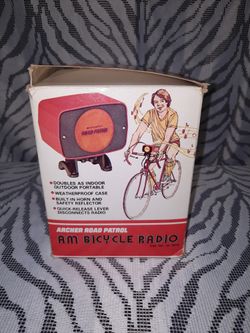 ROAD PATROL
• DOUBLES AS INDOOR
OUTDOOR PORTABLE
• WEATHERPROOF CASE
• BUILT IN HORN AND
SAFETY REFLECTOR
• QUICK-RELEASE LEVER
DISCONNECTS RADIO
ARCHER ROAD PATROL
AM BICYCLE RADIO